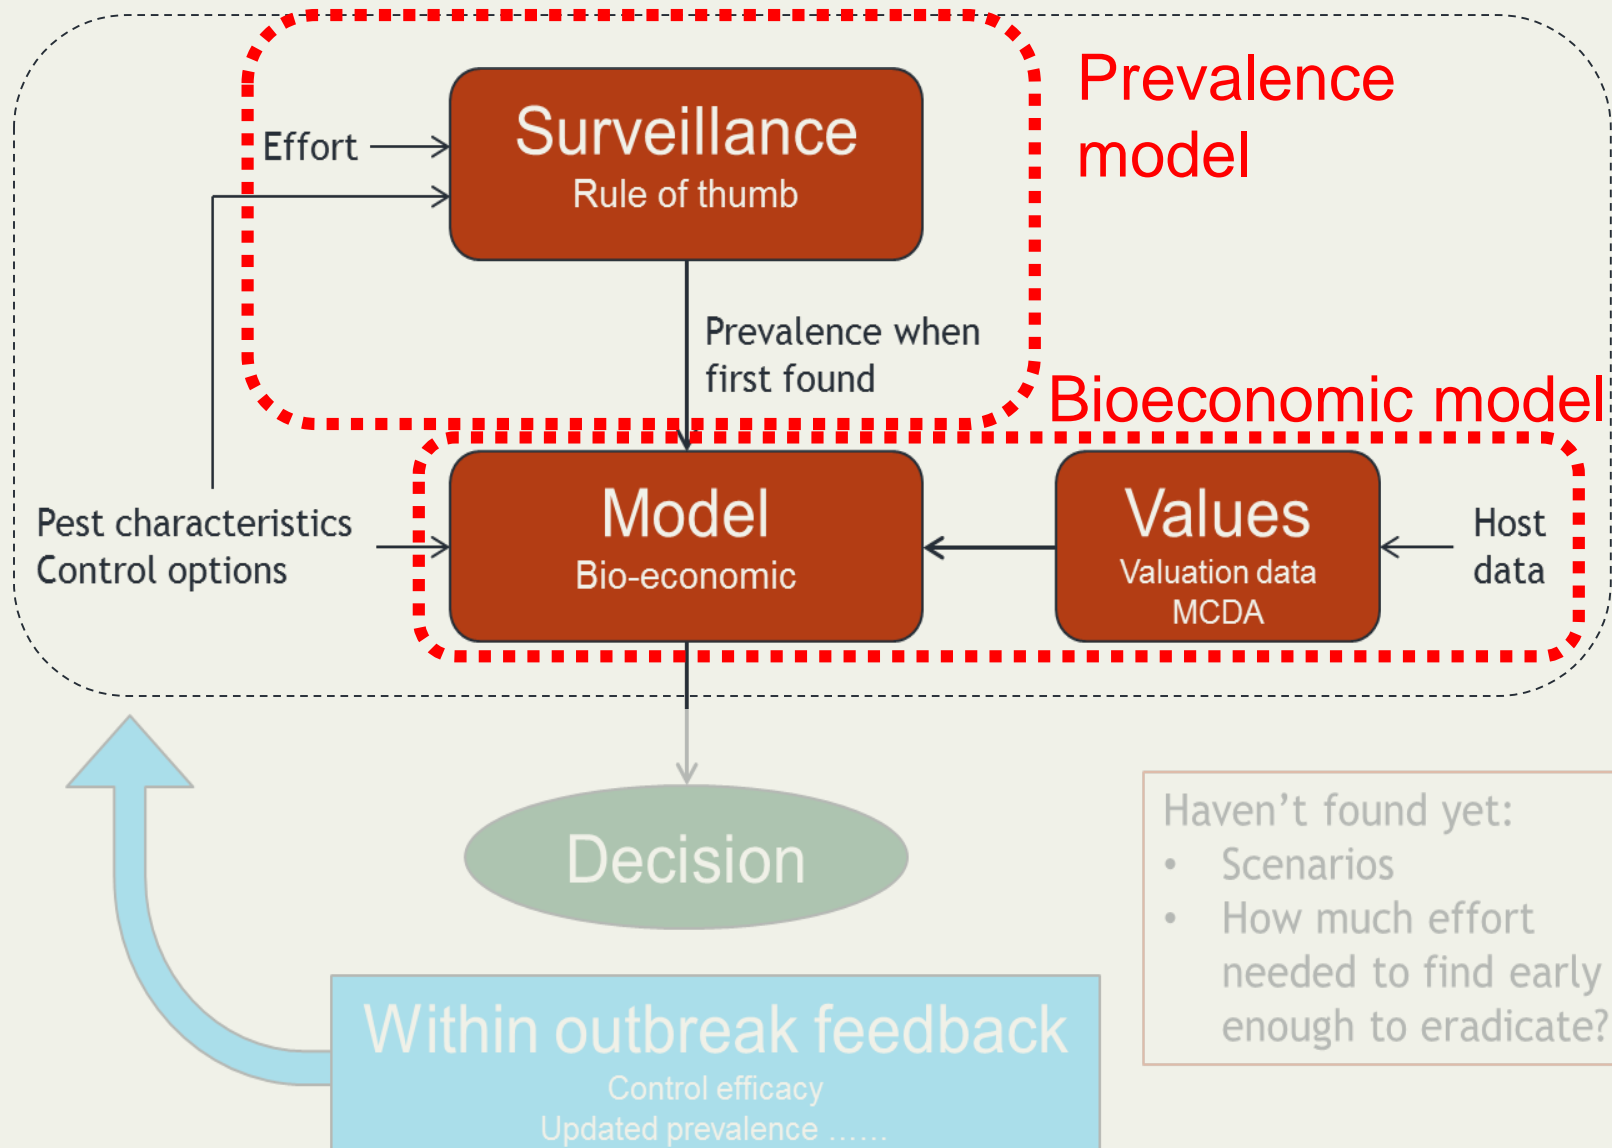 Prevalence
model
Surveillance
Rule of thumb
Effort
Prevalence when
first found
Bioeconomic model
Pest characteristics
Control options
Model
Bio-economic
Values
Valuation data
MCDA
Host
data
Decision
Haven’t found yet:
• Scenarios
• How much effort
needed to find early
enough to eradicate?
Within outbreak feedback
Control efficacy
Updated prevalence ......